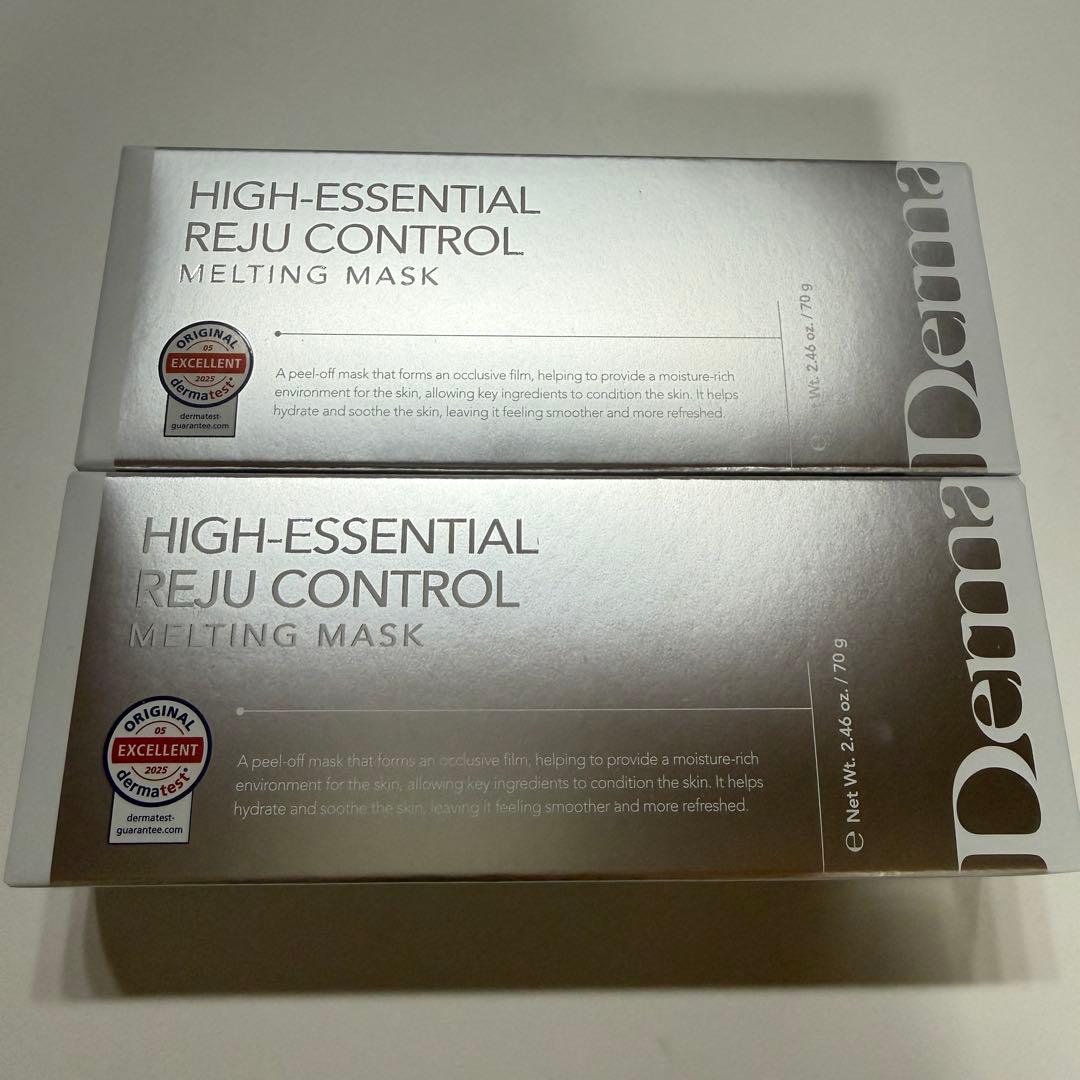 HIGH-ESSENTIAL
REJU CONTROL
MELTING MASK
ORIGINAL
05
EXCELLENT
2025
dermatest®
dermatest-
guarantee.com
A peel-off mask that forms an occlusive film, helping to provide a moisture-rich
environment for the skin, allowing key ingredients to condition the skin. It helps
hydrate and soothe the skin, leaving it feeling smoother and more refreshed.
e Wt. 2.46 oz. / 70 g
Derma
HIGH-ESSENTIAL
REJU CONTROL
MELTING MASK
ORIGINAL
05
EXCELLENT
2025
dermatest®
dermatest-
guarantee.com
A peel-off mask that forms an occlusive film, helping to provide a moisture-rich
environment for the skin, allowing key ingredients to condition the skin. It helps
hydrate and soothe the skin, leaving it feeling smoother and more refreshed.
e Net Wt. 2.46 oz. / 70 g
Derma